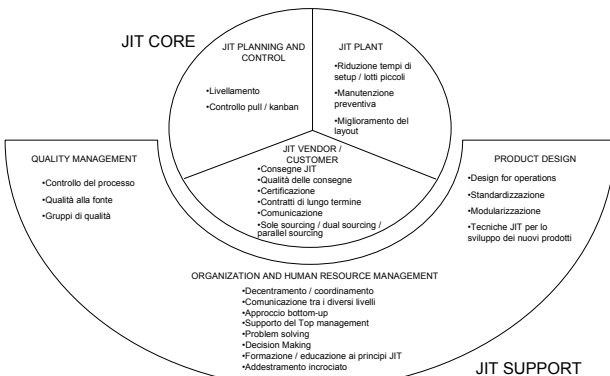 JIT CORE
JIT PLANNING AND
CONTROL
•Livellamento
•Controllo pull / kanban
JIT PLANT
•Riduzione tempi di
setup / lotti piccoli
•Manutenzione
preventiva
•Miglioramento del
layout
JIT VENDOR /
CUSTOMER
•Consegne JIT
•Qualità delle consegne
•Certificazione
•Contratti di lungo termine
•Comunicazione
•Sole sourcing / dual sourcing /
parallel sourcing
QUALITY MANAGEMENT
•Controllo del processo
•Qualità alla fonte
•Gruppi di qualità
PRODUCT DESIGN
•Design for operations
•Standardizzazione
•Modularizzazione
•Tecniche JIT per lo
sviluppo dei nuovi prodotti
ORGANIZATION AND HUMAN RESOURCE MANAGEMENT
•Decentramento / coordinamento
•Comunicazione tra i diversi livelli
•Approccio bottom-up
•Supporto del Top management
•Problem solving
•Decision Making
•Formazione / educazione ai principi JIT
•Addestramento incrociato
JIT SUPPORT